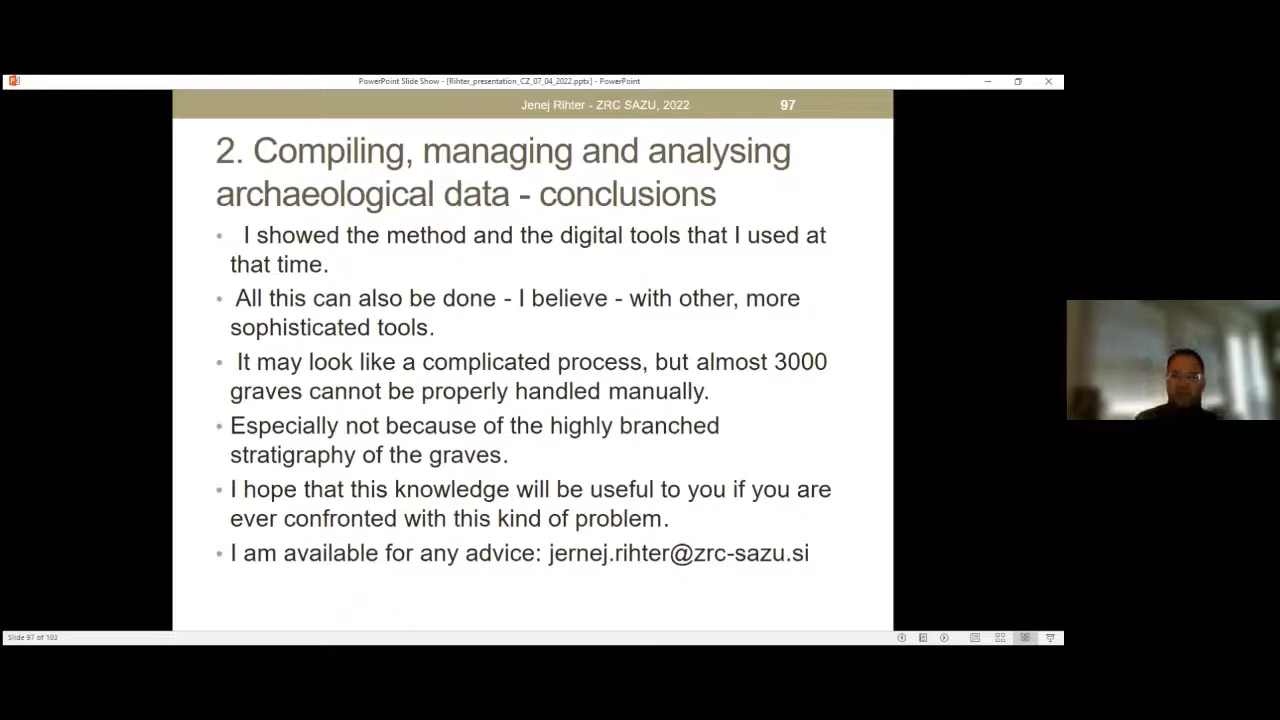 PowerPoint Slide Show - [Rihter_presentation_CZ_07_04_2022.pptx] - PowerPoint
Jenej Rihter - ZRC SAZU, 2022 97
2. Compiling, managing and analysing
archaeological data - conclusions
• I showed the method and the digital tools that I used at
that time.
• All this can also be done - I believe - with other, more
sophisticated tools.
• It may look like a complicated process, but almost 3000
graves cannot be properly handled manually.
• Especially not because of the highly branched
stratigraphy of the graves.
• I hope that this knowledge will be useful to you if you are
ever confronted with this kind of problem.
• I am available for any advice: jernej.rihter@zrc-sazu.si
Slide 97 of 103